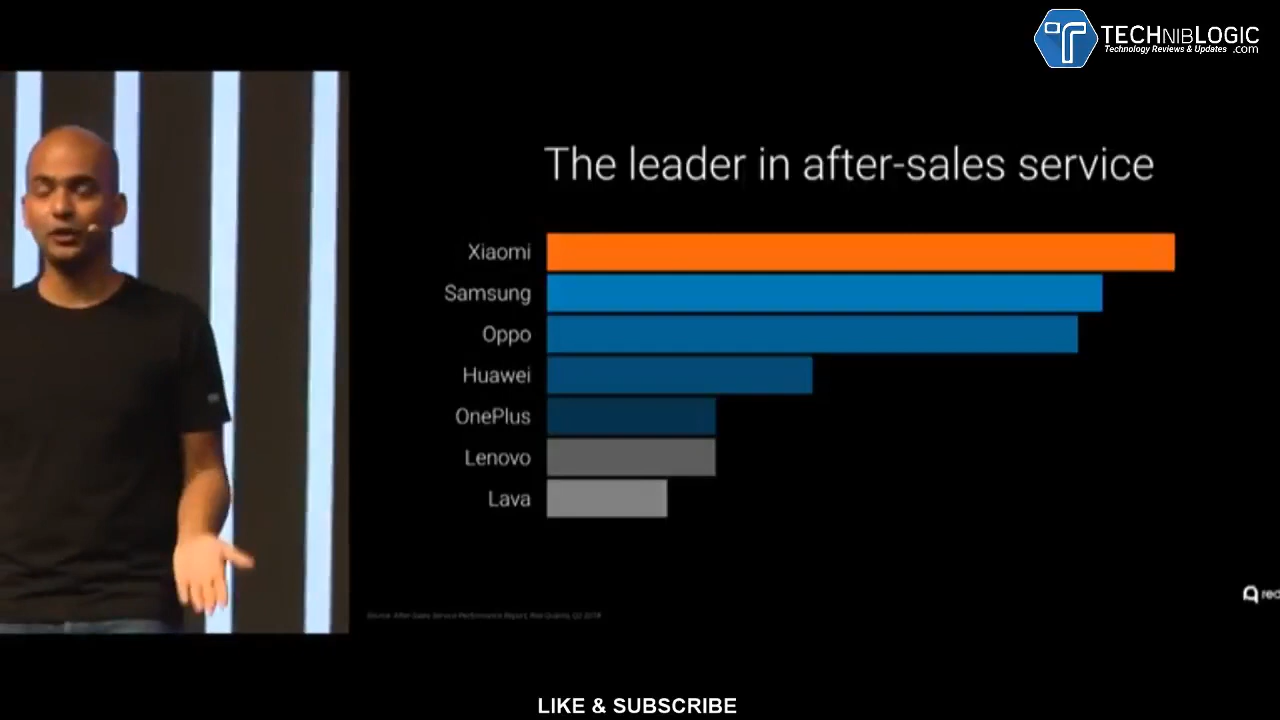 TECHNIBLOGIC
Technology Reviews & Updates .com
The leader in after-sales service
Xiaomi
Samsung
Oppo
Huawei
OnePlus
Lenovo
Lava
LIKE & SUBSCRIBE